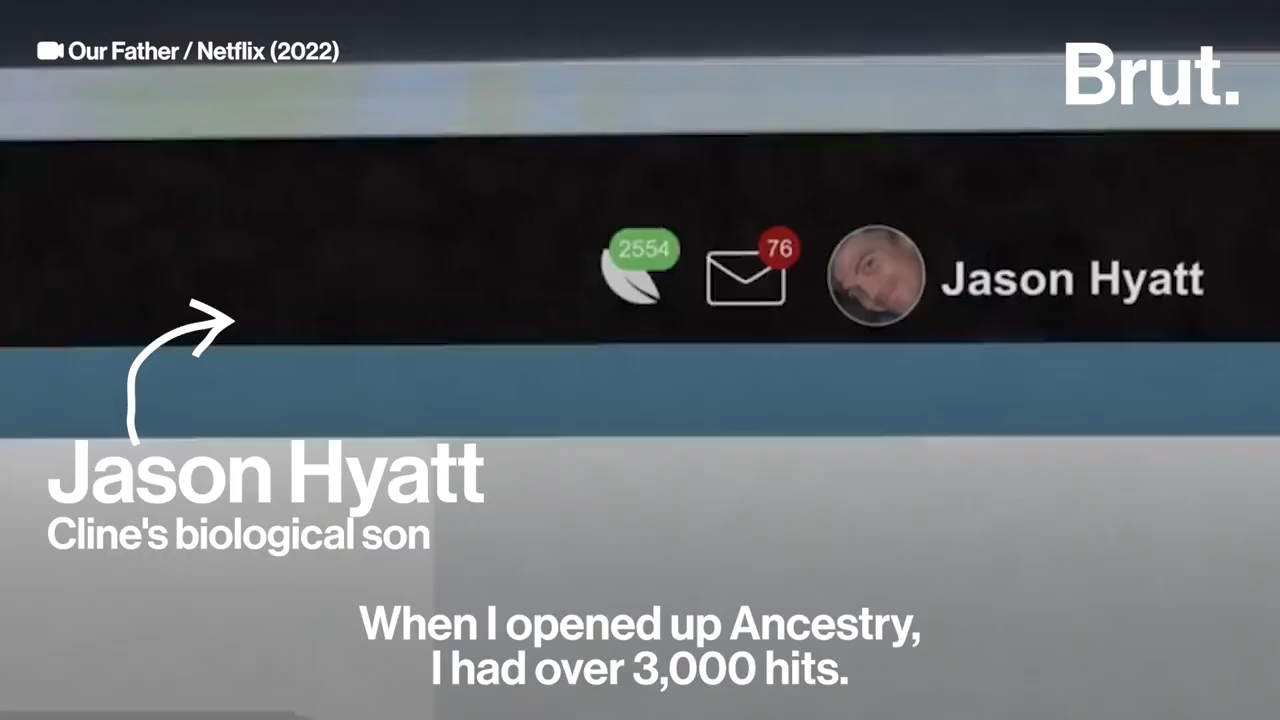 Our Father / Netflix (2022)
Brut.
2554
76
Jason Hyatt
Jason Hyatt
Cline's biological son
When I opened up Ancestry,
I had over 3,000 hits.